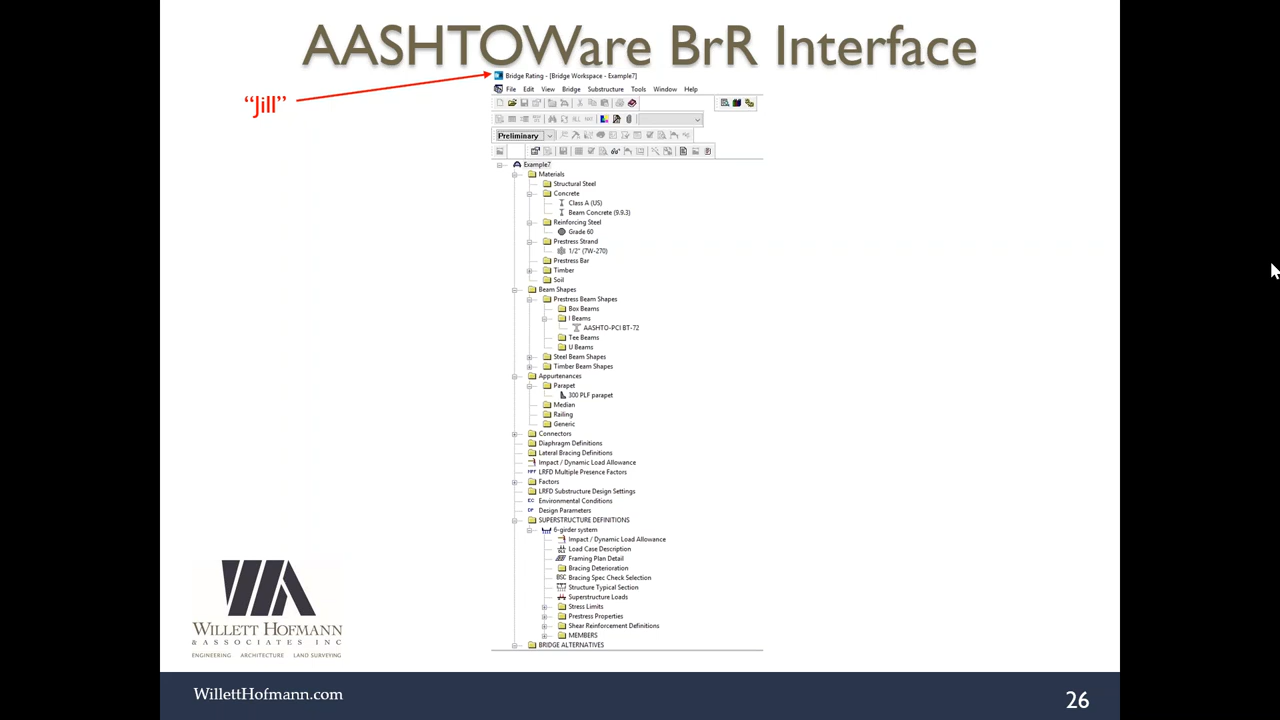 AASHTOWare BrR Interface
“Jill”
Bridge Rating - [Bridge Workspace - Example7]
File Edit View Bridge Substructure Tools Window Help
Preliminary
Example7
Materials
Structural Steel
Concrete
Class A (US)
Beam Concrete (9.9.3)
Reinforcing Steel
Grade 60
Prestress Strand
1/2" (7W-270)
Prestress Bar
Timber
Soil
Beam Shapes
Prestress Beam Shapes
Box Beams
I Beams
AASHTO-PCI BT-72
Tee Beams
U Beams
Steel Beam Shapes
Timber Beam Shapes
Appurtenances
Parapet
300 PLF parapet
Median
Railing
Generic
Connectors
Diaphragm Definitions
Lateral Bracing Definitions
Impact / Dynamic Load Allowance
MPF LRFD Multiple Presence Factors
Factors
LRFD Substructure Design Settings
EC Environmental Conditions
DP Design Parameters
SUPERSTRUCTURE DEFINITIONS
6-girder system
Impact / Dynamic Load Allowance
Load Case Description
Framing Plan Detail
Bracing Deterioration
BSC Bracing Spec Check Selection
Structure Typical Section
Superstructure Loads
Stress Limits
Prestress Properties
Shear Reinforcement Definitions
MEMBERS
BRIDGE ALTERNATIVES
WILLETT HOFMANN
& ASSOCIATES INC
ENGINEERING ARCHITECTURE LAND SURVEYING
WillettHofmann.com
26